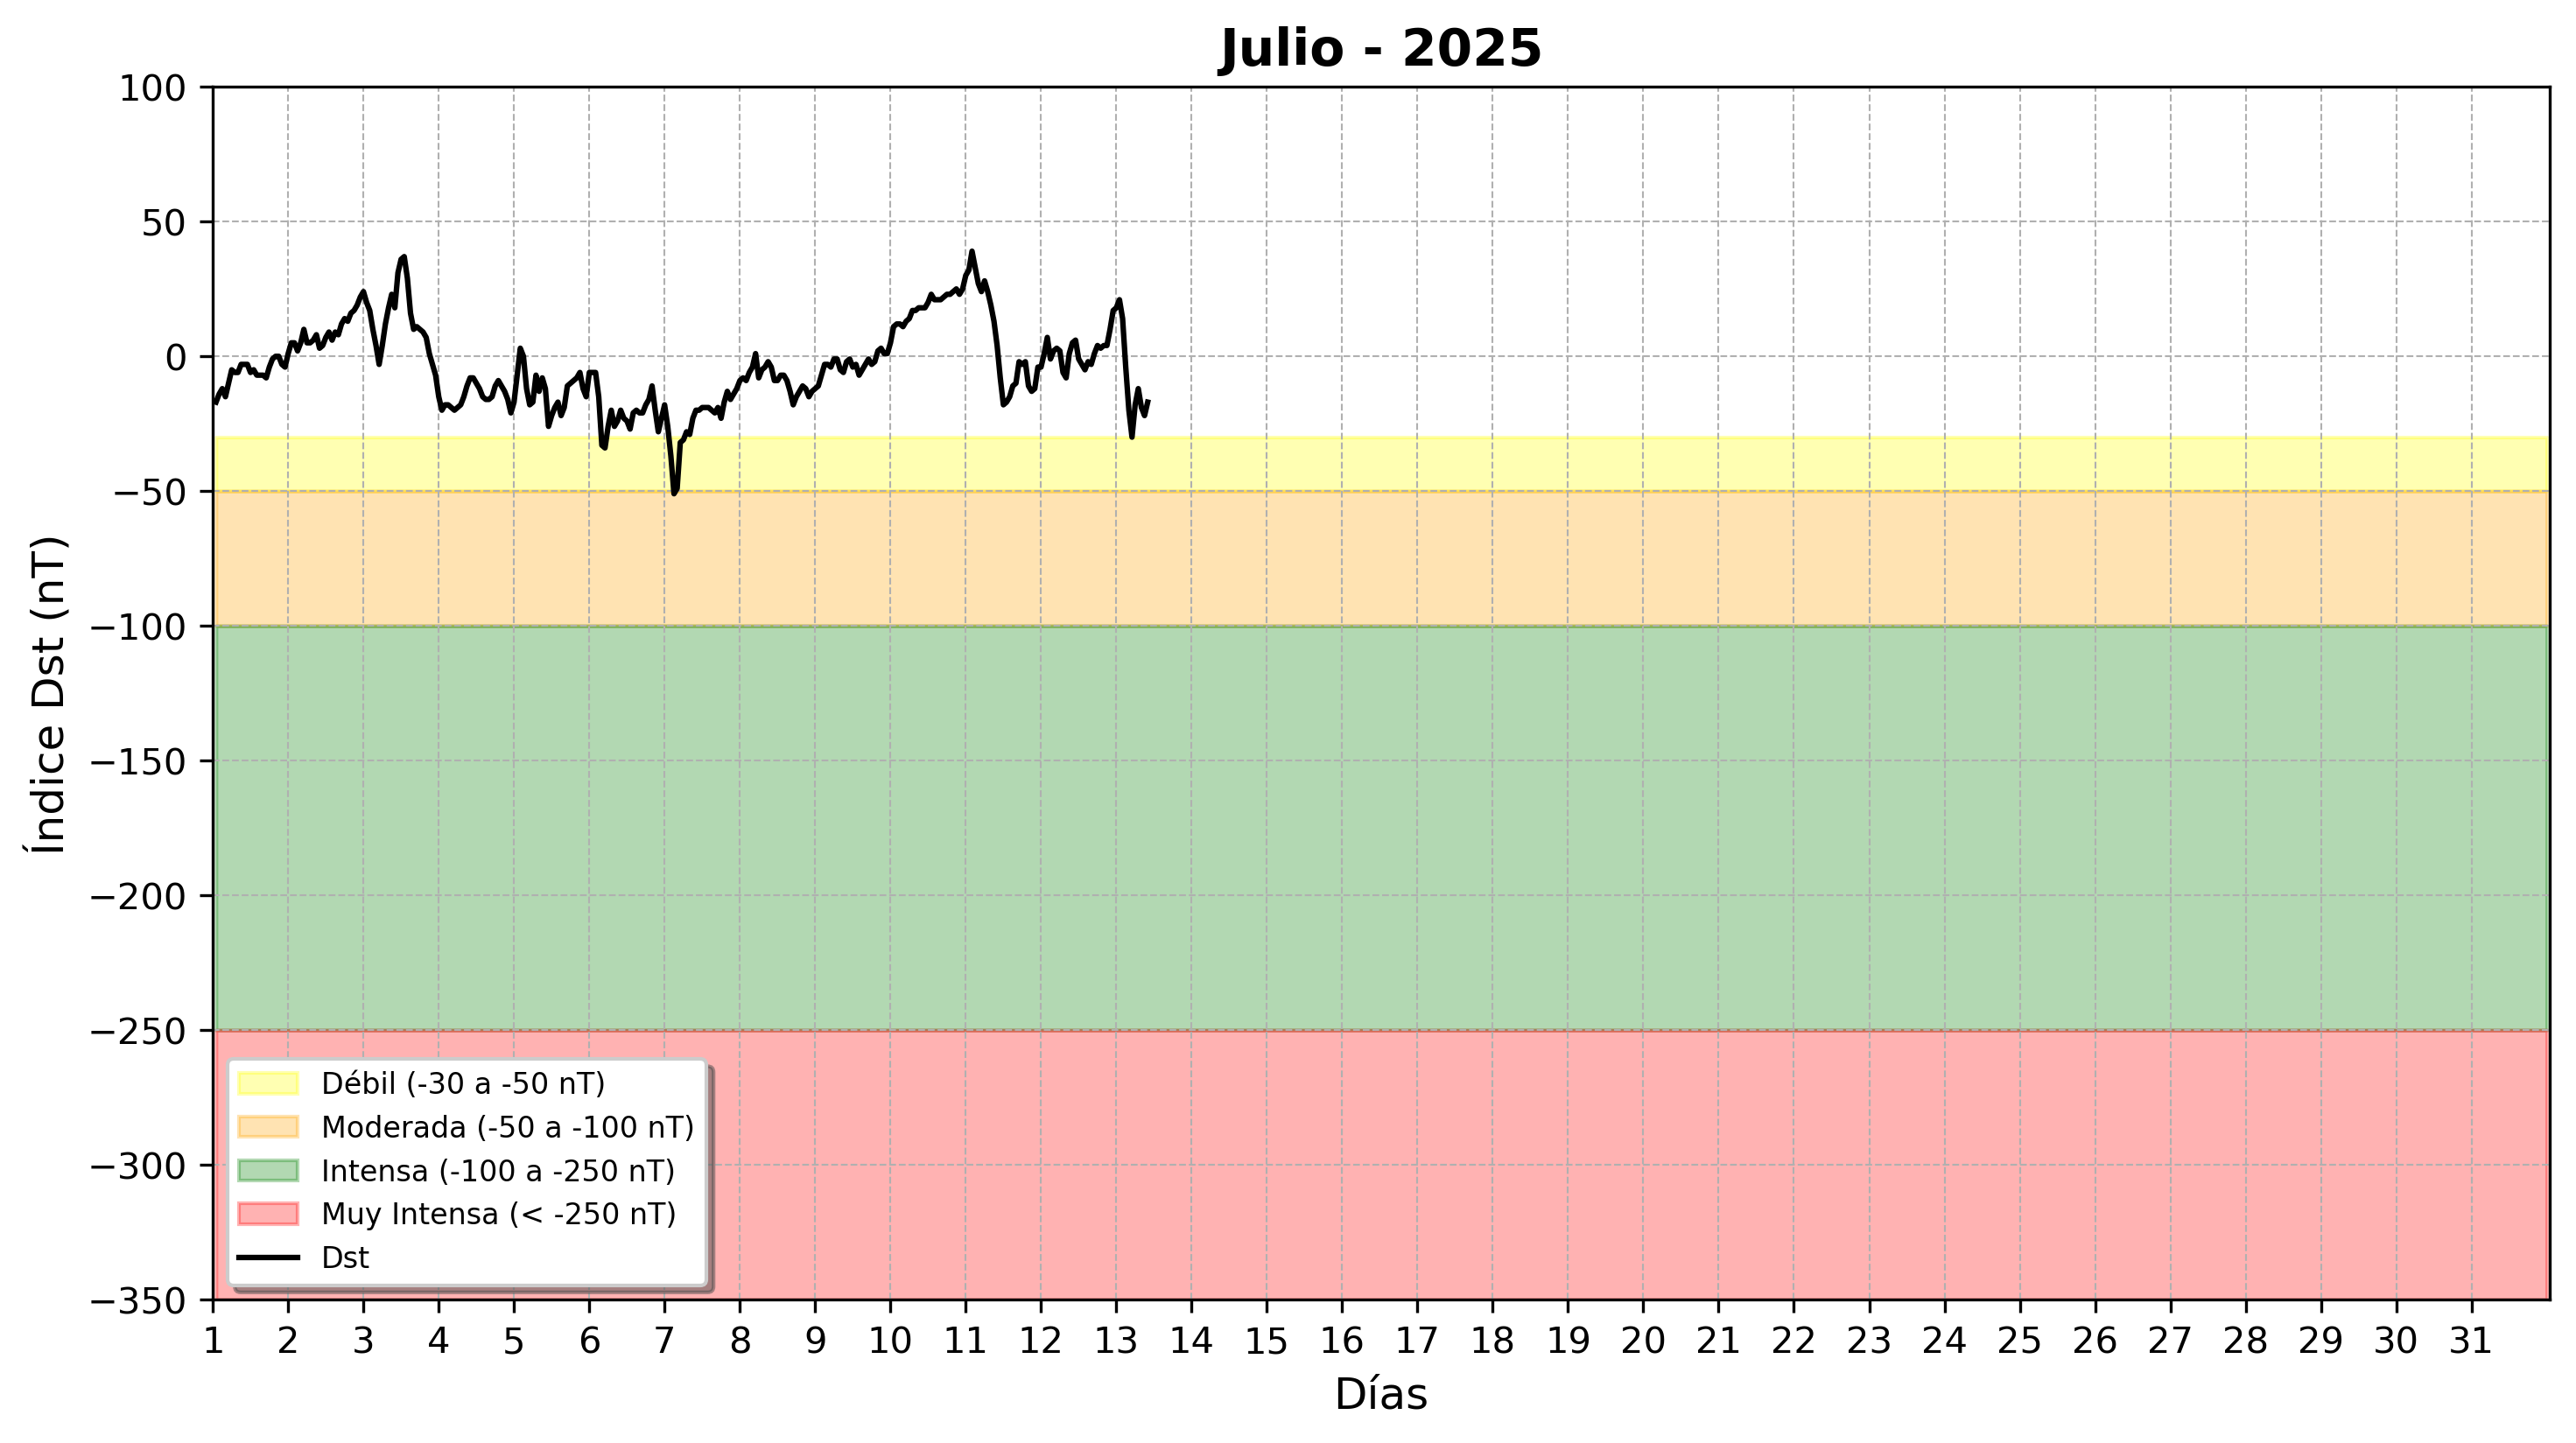 Julio - 2025
100
50
0
−50
−100
−150
−200
−250
−300
−350
Índice Dst (nT)
Débil (-30 a -50 nT)
Moderada (-50 a -100 nT)
Intensa (-100 a -250 nT)
Muy Intensa (< -250 nT)
Dst
1 2 3 4 5 6 7 8 9 10 11 12 13 14 15 16 17 18 19 20 21 22 23 24 25 26 27 28 29 30 31
Días